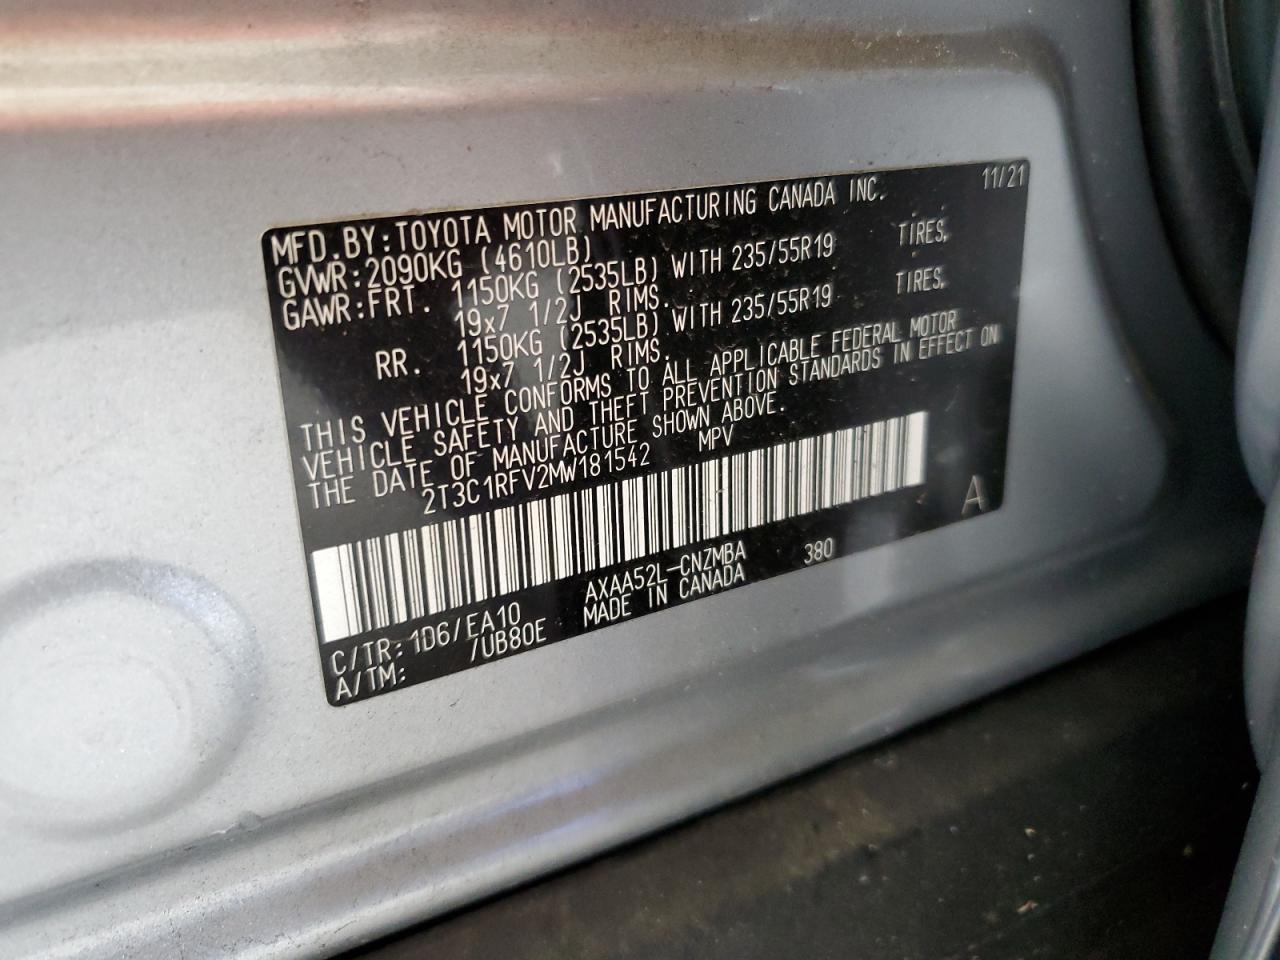 11/21
MFD.BY:TOYOTA MOTOR MANUFACTURING CANADA INC.
GVWR:2090KG (4610LB)
GAWR:FRT. 1150KG (2535LB) WITH 235/55R19 TIRES,
19x7 1/2J RIMS.
RR. 1150KG (2535LB) WITH 235/55R19 TIRES,
19x7 1/2J RIMS.
THIS VEHICLE CONFORMS TO ALL APPLICABLE FEDERAL MOTOR
VEHICLE SAFETY AND THEFT PREVENTION STANDARDS IN EFFECT ON
THE DATE OF MANUFACTURE SHOWN ABOVE.
2T3C1RFV2MW181542 MPV
A
C/TR: 1D6/EA10 AXAA52L-CNZMBA 380
A/TM: /UB80E MADE IN CANADA